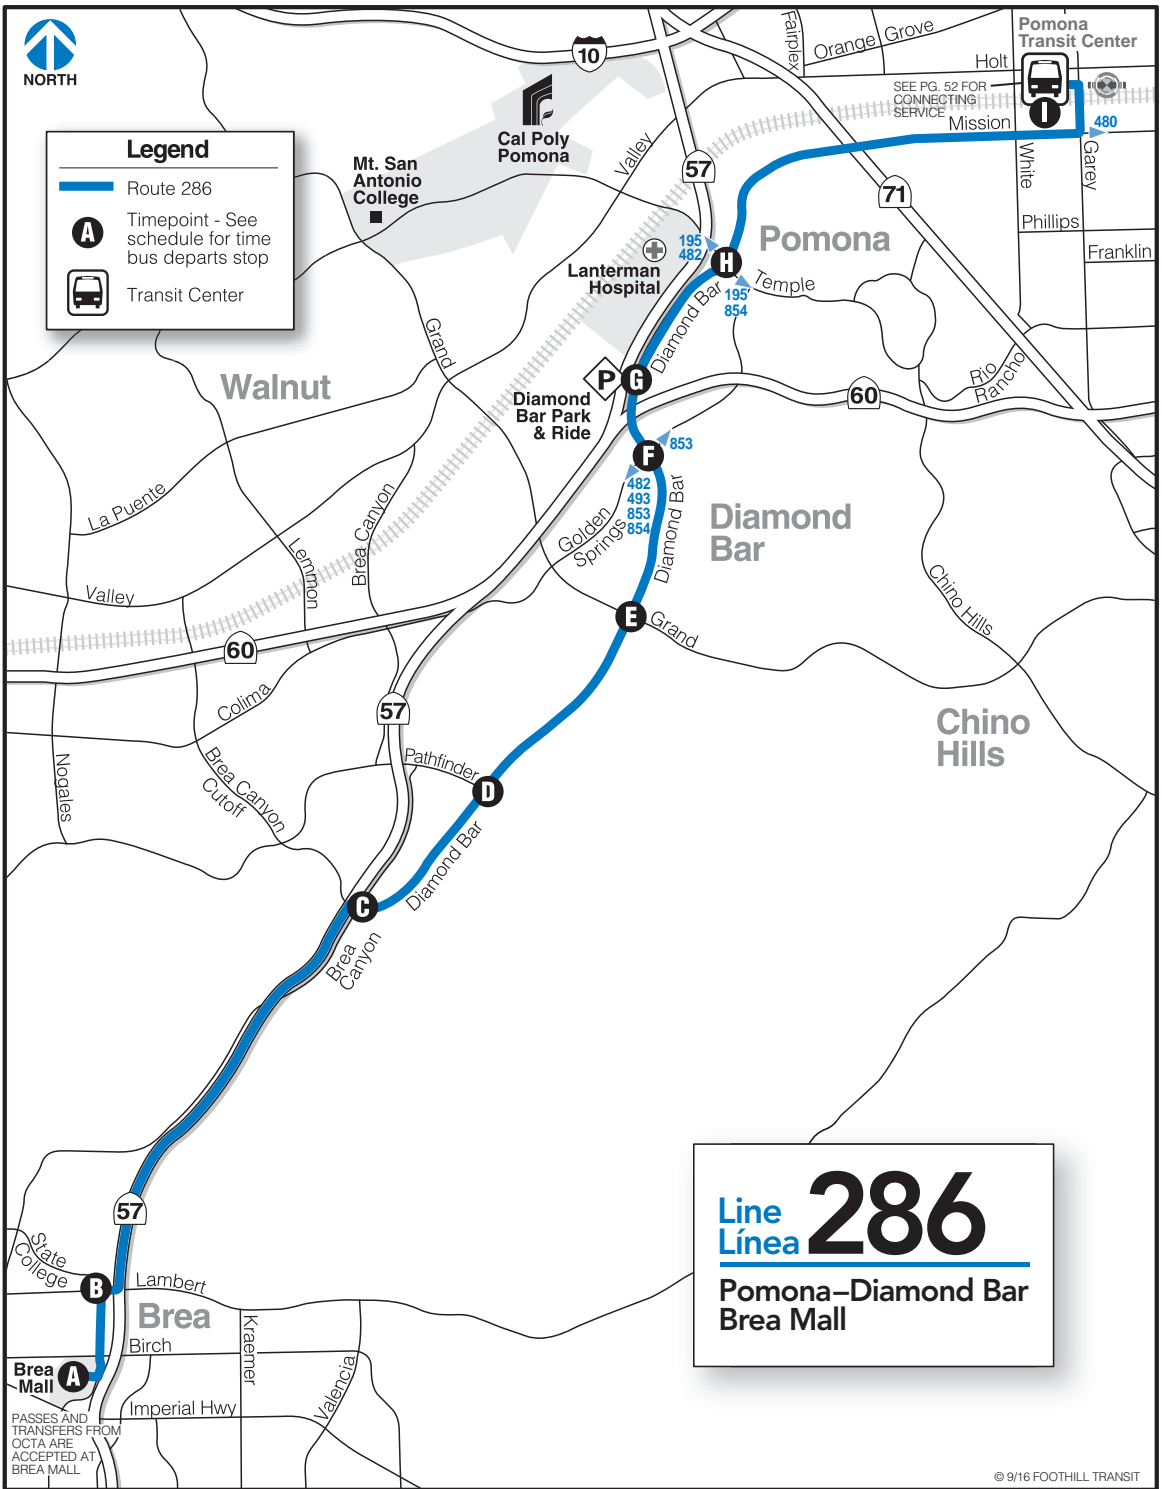 NORTH
10
Fairplex
Orange Grove
Pomona
Transit Center
Holt
SEE PG. 52 FOR
CONNECTING
SERVICE
I
Mission
480
White
Garey
Phillips
Franklin
Legend
Route 286
A
Timepoint - See
schedule for time
bus departs stop
Transit Center
Cal Poly
Pomona
Mt. San
Antonio
College
Valley
57
71
Pomona
195
482
H
Temple
195
854
Lanterman
Hospital
Diamond Bar
Grand
Walnut
P
G
Diamond
Bar Park
& Ride
60
Rio
Rancho
F
853
482
493
853
854
Golden
Springs
Diamond Bar
Diamond
Bar
La Puente
Brea Canyon
Lemmon
Valley
Chino Hills
E
Grand
60
Colima
57
Chino
Hills
Pathfinder
D
Nogales
Brea Canyon
Cutoff
Diamond Bar
C
Brea
Canyon
57
State
College
B
Lambert
Brea
Birch
Kraemer
Valencia
Brea
Mall
A
Imperial Hwy
PASSES AND
TRANSFERS FROM
OCTA ARE
ACCEPTED AT
BREA MALL
Line
Línea
286
Pomona–Diamond Bar
Brea Mall
© 9/16 FOOTHILL TRANSIT